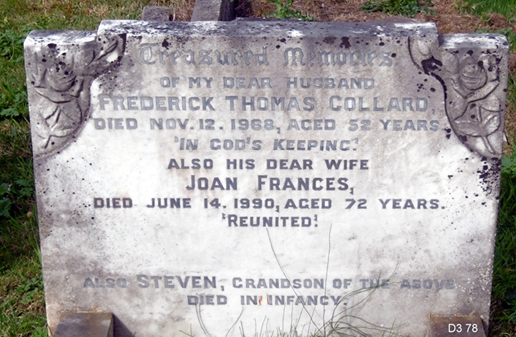 Treasured Memories
OF MY DEAR HUSBAND
FREDERICK THOMAS COLLARD,
DIED NOV. 12. 1968, AGED 52 YEARS.
'IN GOD'S KEEPING.'
ALSO HIS DEAR WIFE
JOAN FRANCES,
DIED JUNE 14. 1990, AGED 72 YEARS.
'REUNITED'.
ALSO STEVEN, GRANDSON OF THE ABOVE
DIED IN INFANCY.
D3 78